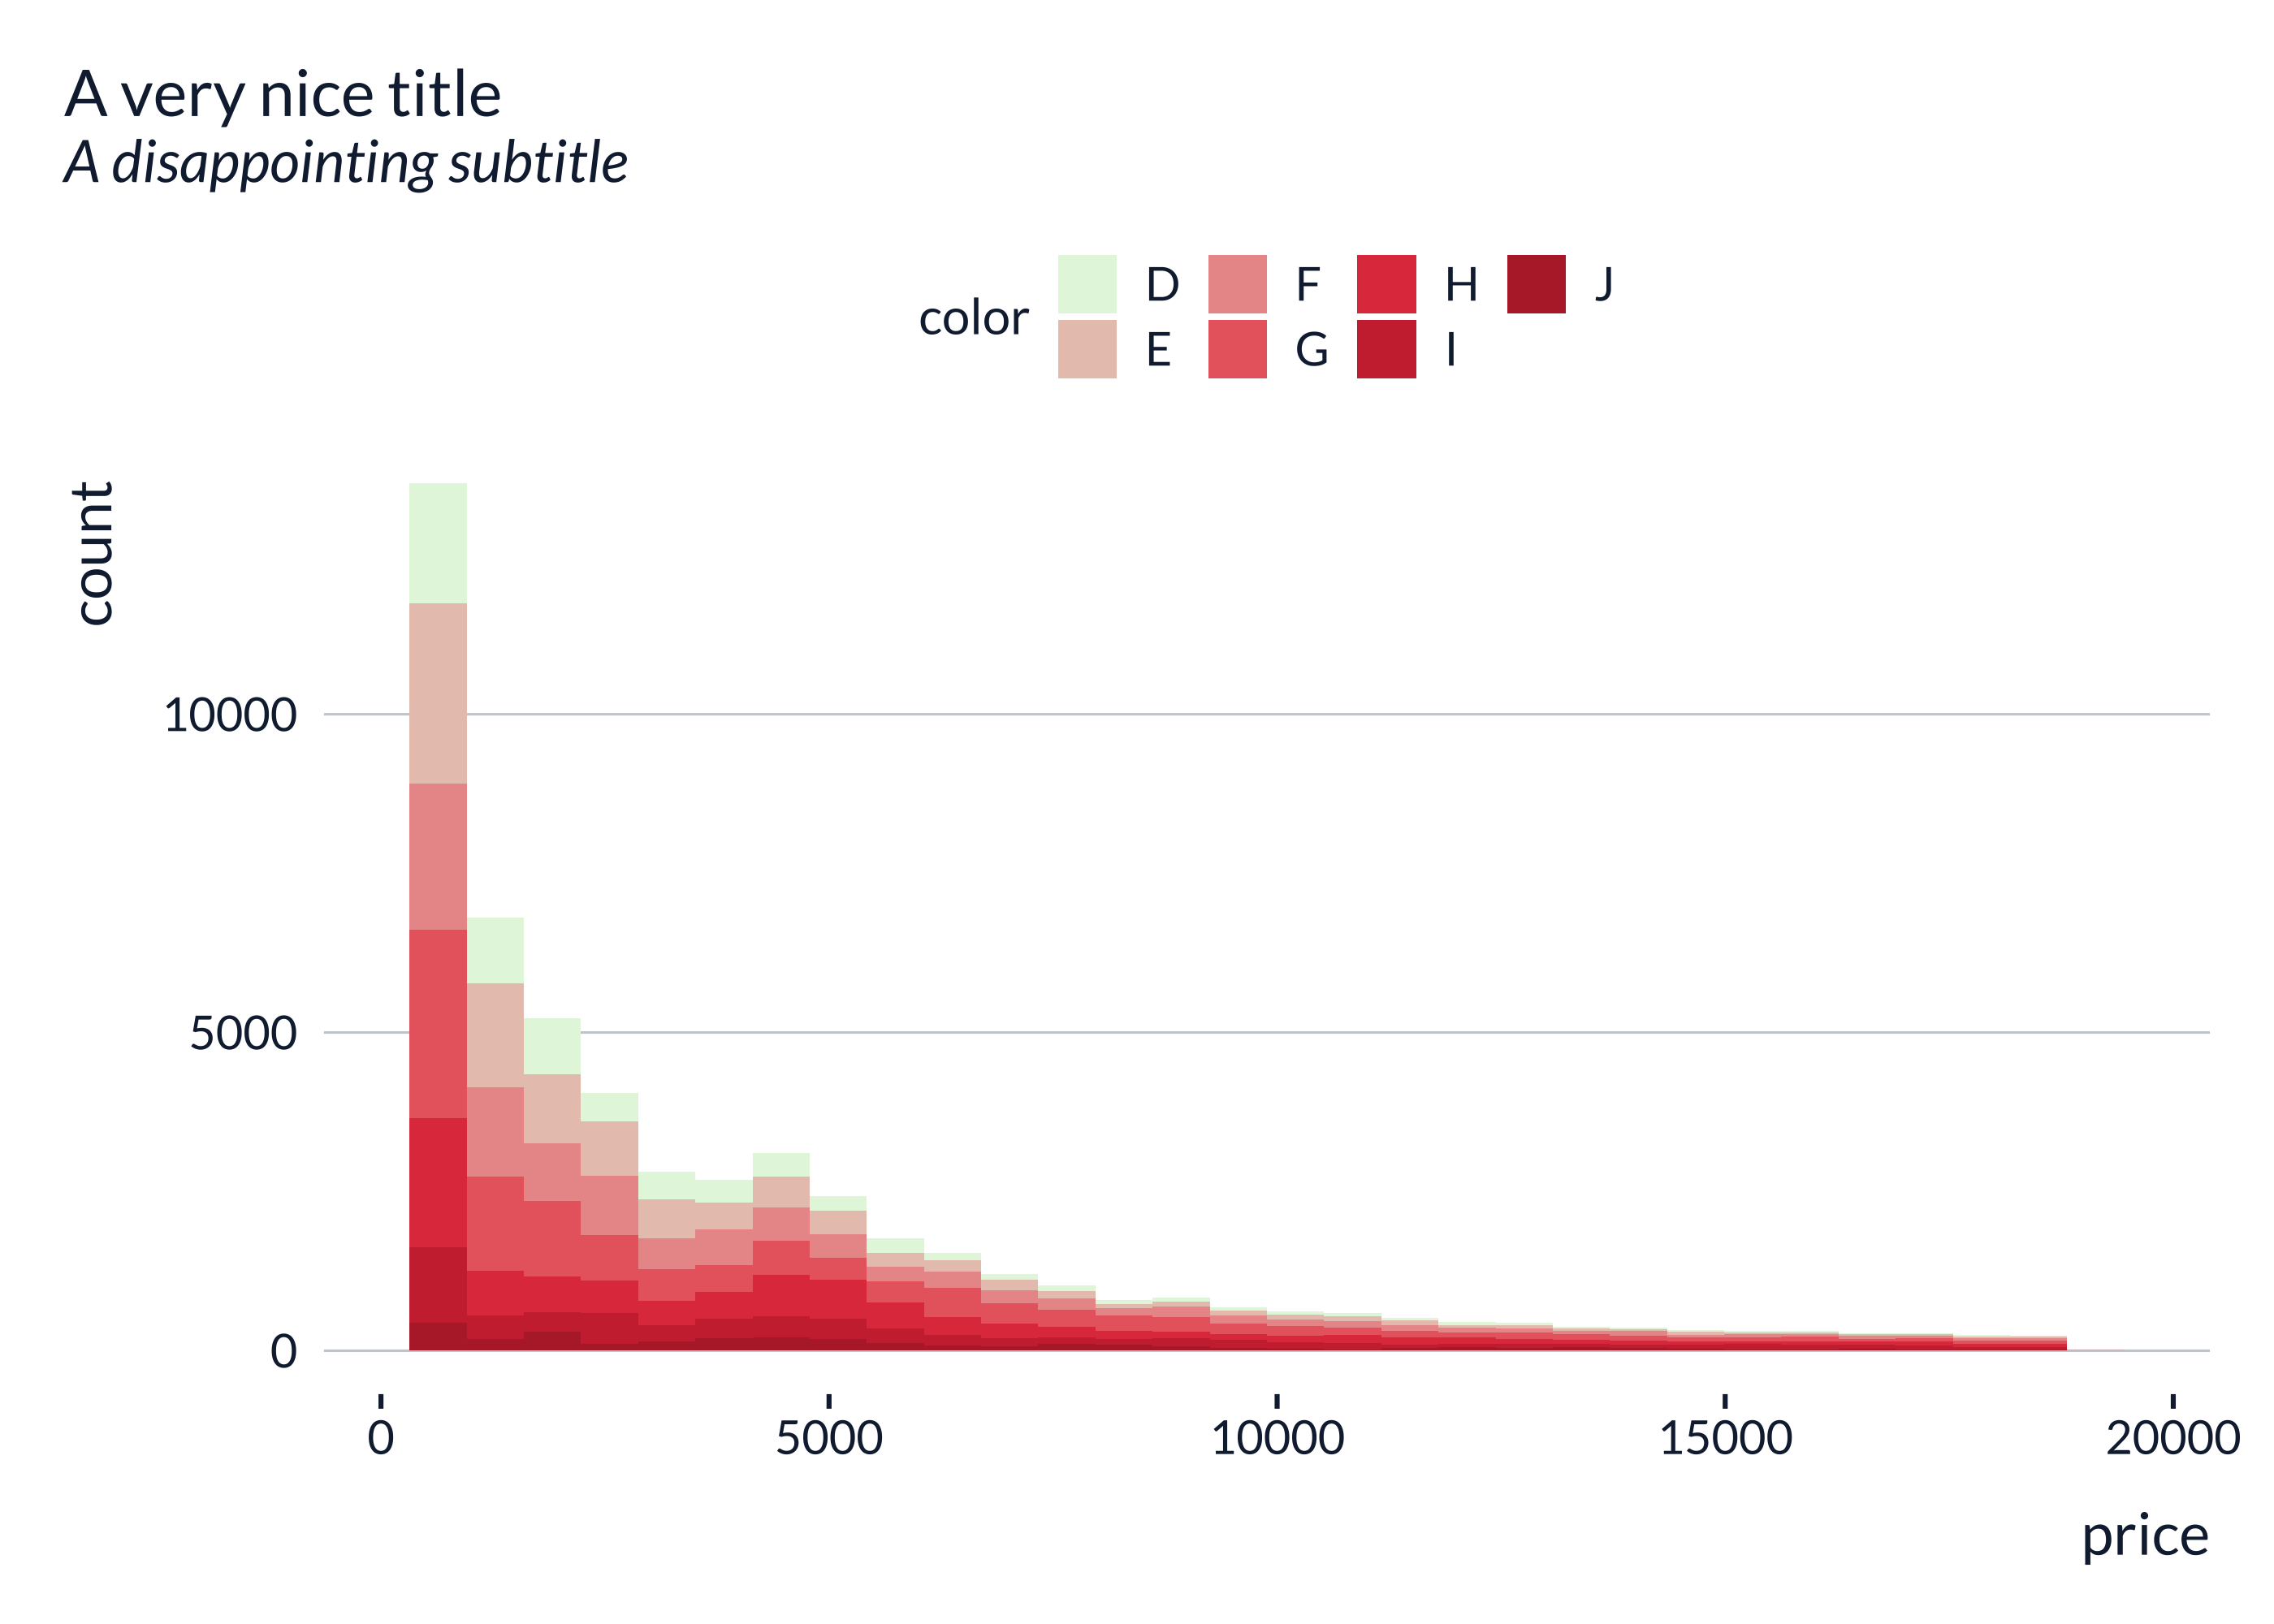 A very nice title
A disappointing subtitle
color
D F H J
E G I
count
10000
5000
0
0 5000 10000 15000 20000
price